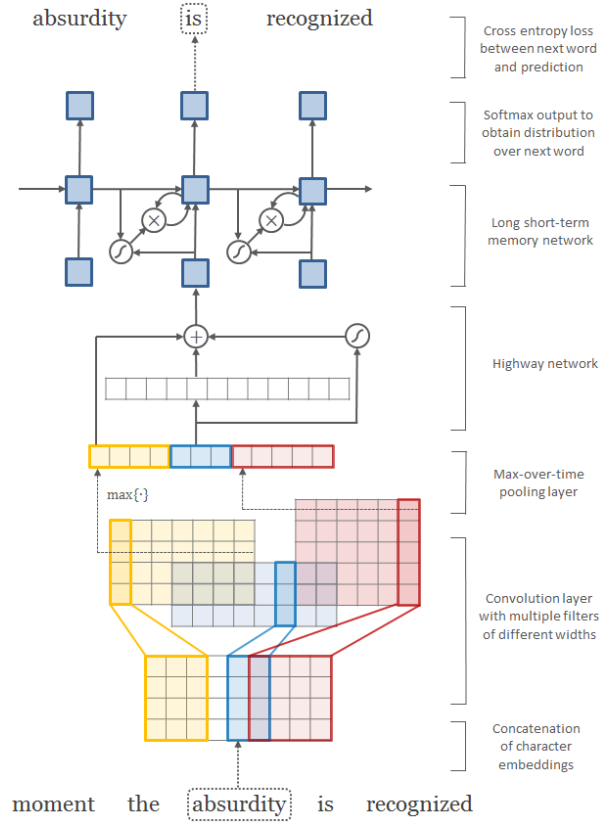 absurdity is recognized
Cross entropy loss
between next word
and prediction
Softmax output to
obtain distribution
over next word
Long short-term
memory network
Highway network
Max-over-time
pooling layer
max{·}
Convolution layer
with multiple filters
of different widths
Concatenation
of character
embeddings
moment the absurdity is recognized